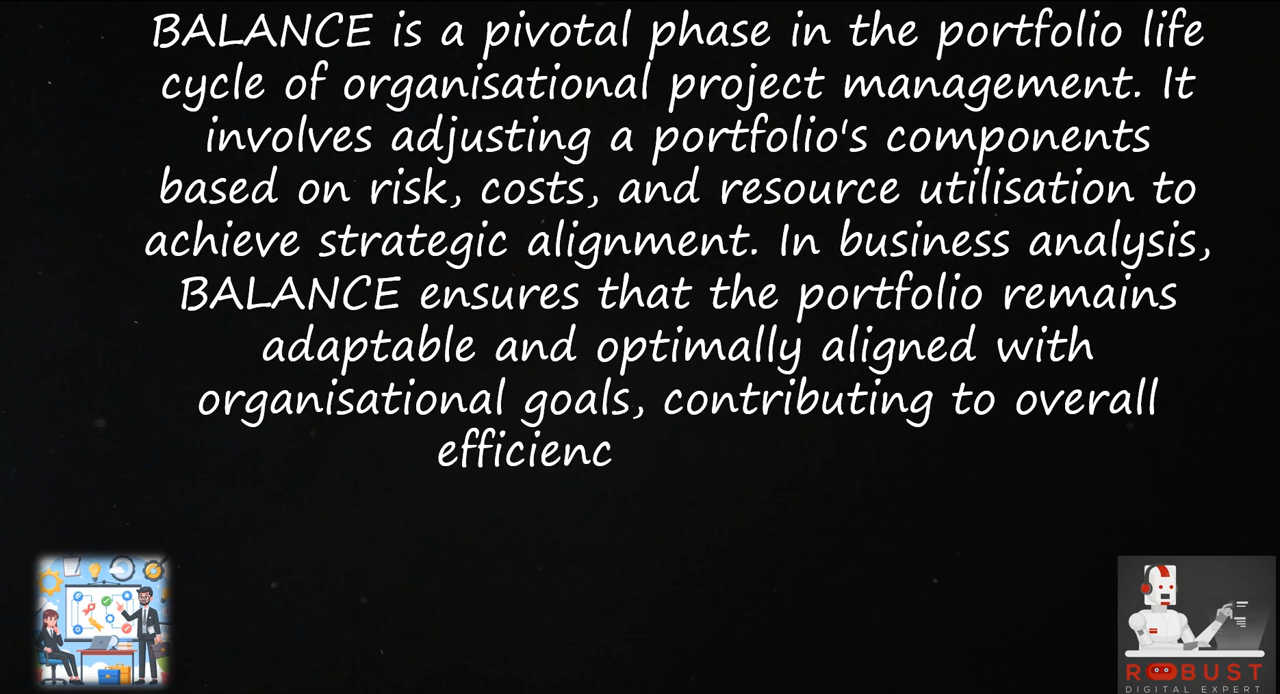 BALANCE is a pivotal phase in the portfolio life
cycle of organisational project management. It
involves adjusting a portfolio's components
based on risk, costs, and resource utilisation to
achieve strategic alignment. In business analysis,
BALANCE ensures that the portfolio remains
adaptable and optimally aligned with
organisational goals, contributing to overall
efficienc
ROBUST
DIGITAL EXPERT